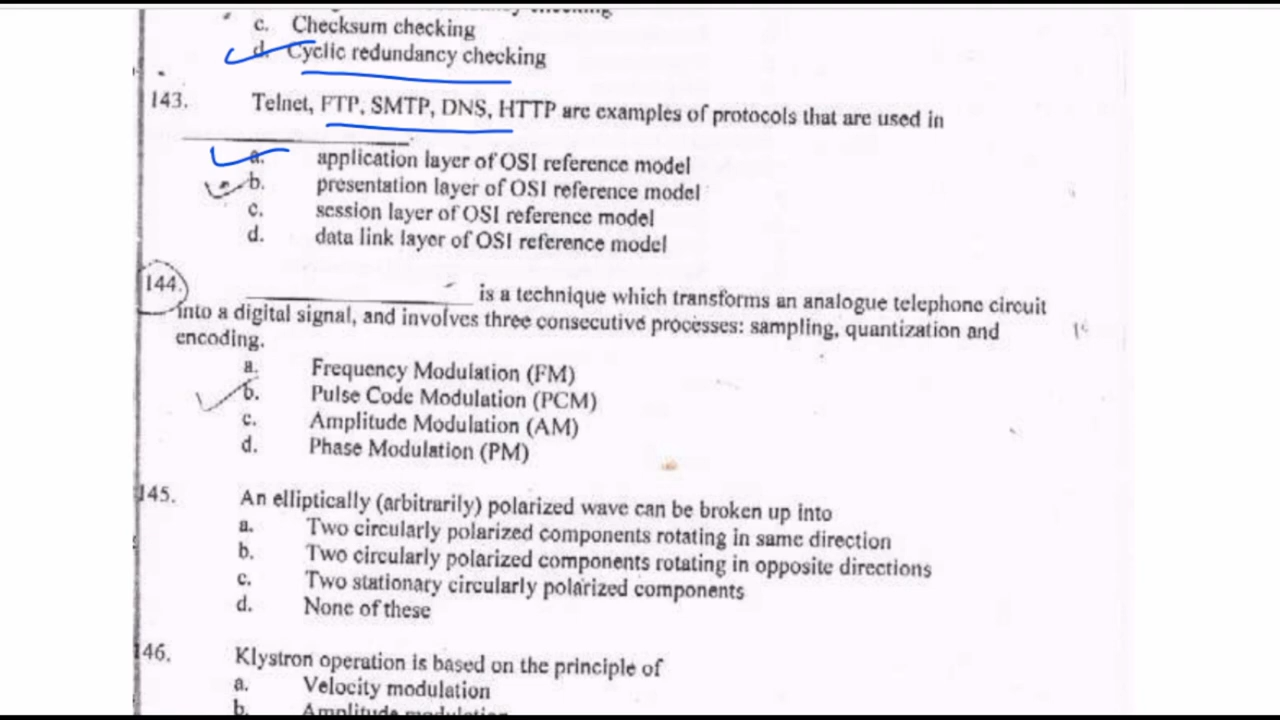 c. Checksum checking
d. Cyclic redundancy checking
143. Telnet, FTP, SMTP, DNS, HTTP are examples of protocols that are used in
a. application layer of OSI reference model
b. presentation layer of OSI reference model
c. session layer of OSI reference model
d. data link layer of OSI reference model
144. is a technique which transforms an analogue telephone circuit
into a digital signal, and involves three consecutive processes: sampling, quantization and
encoding.
a. Frequency Modulation (FM)
b. Pulse Code Modulation (PCM)
c. Amplitude Modulation (AM)
d. Phase Modulation (PM)
145. An elliptically (arbitrarily) polarized wave can be broken up into
a. Two circularly polarized components rotating in same direction
b. Two circularly polarized components rotating in opposite directions
c. Two stationary circularly polarized components
d. None of these
146. Klystron operation is based on the principle of
a. Velocity modulation
b. Amplitude modulation